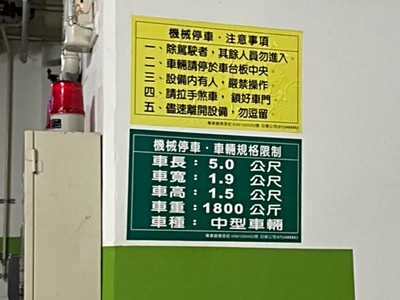 機械停車．注意事項
一、除駕駛者，其餘人員勿進入
二、車輛請停於車台板中央
三、設備內有人，嚴禁操作
四、請拉手煞車，鎖好車門
五、儘速離開設備，勿逗留
機械停車．車輛規格限制
車長：5.0 公尺
車寬：1.9 公尺
車高：1.5 公尺
車重：1800 公斤
車種：中型車輛